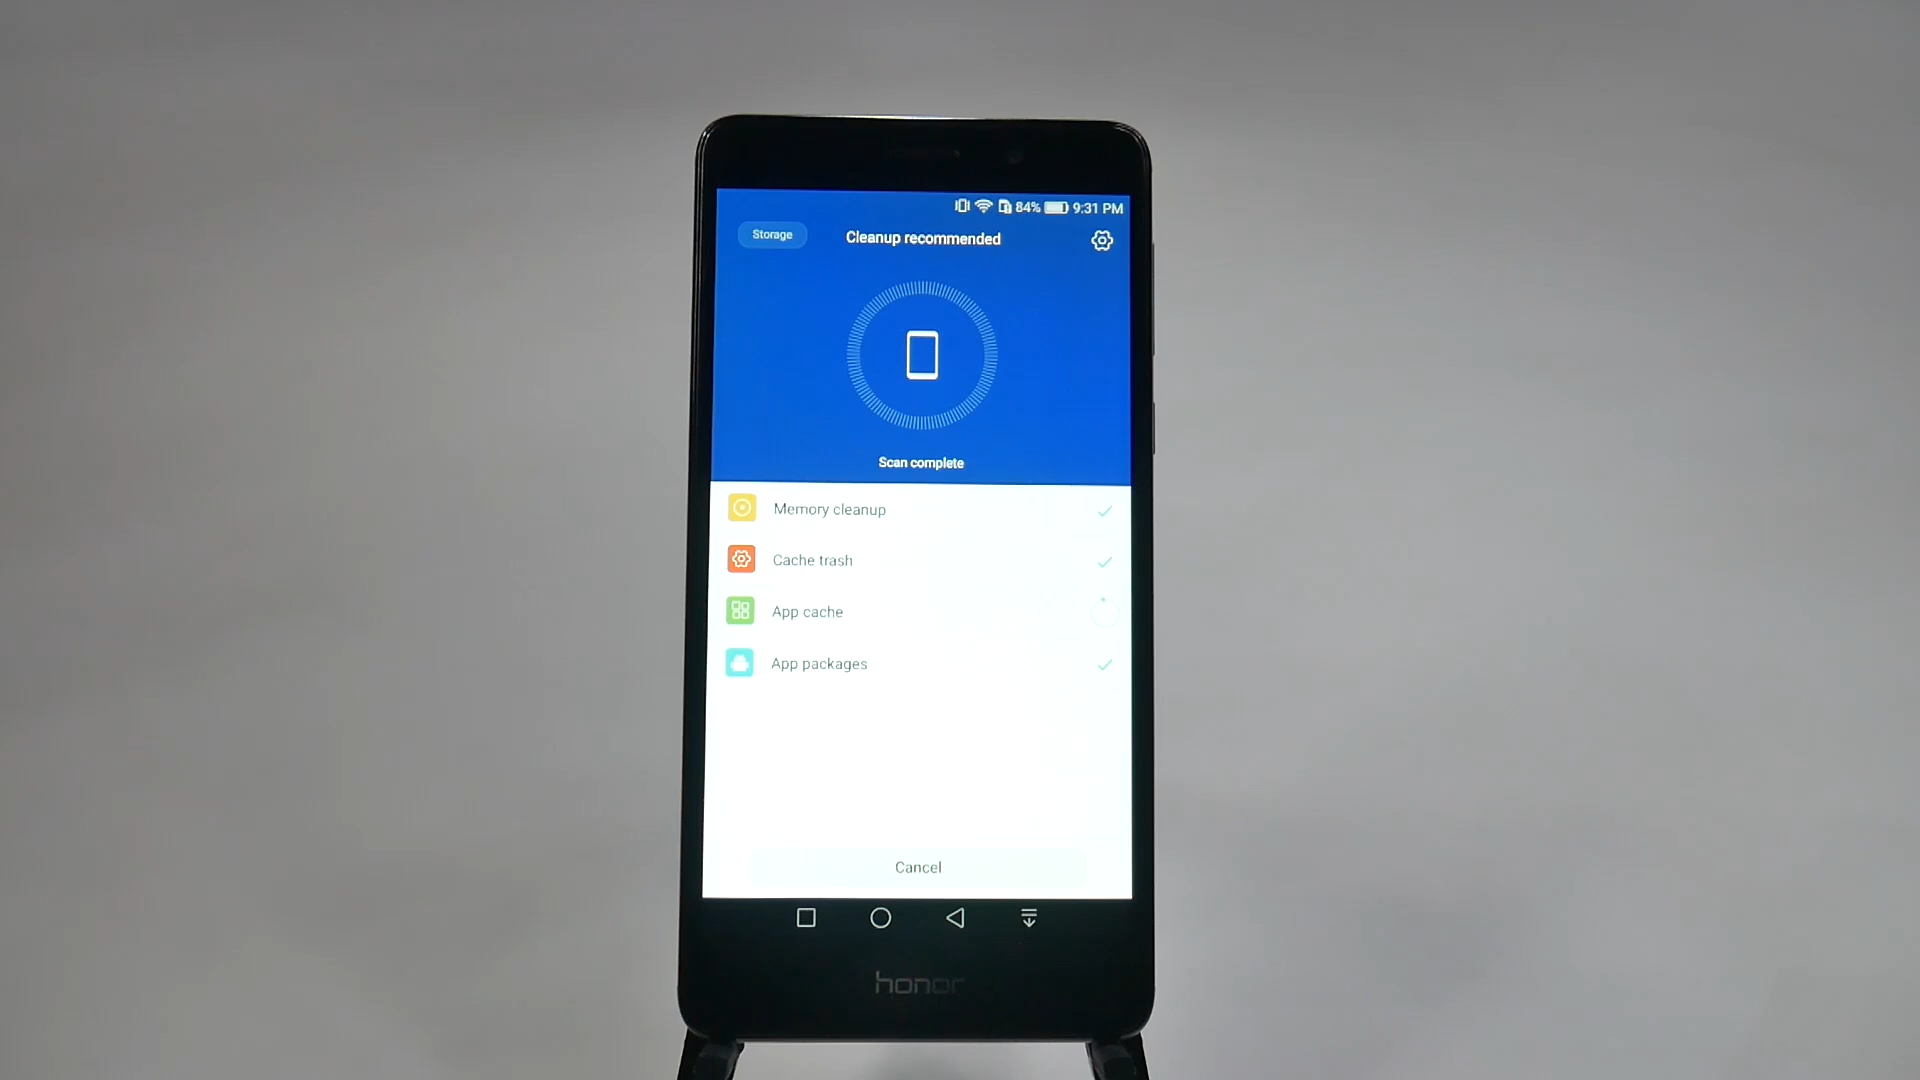 84% 9:31 PM
Storage
Cleanup recommended
Scan complete
Memory cleanup
Cache trash
App cache
App packages
Cancel
honor